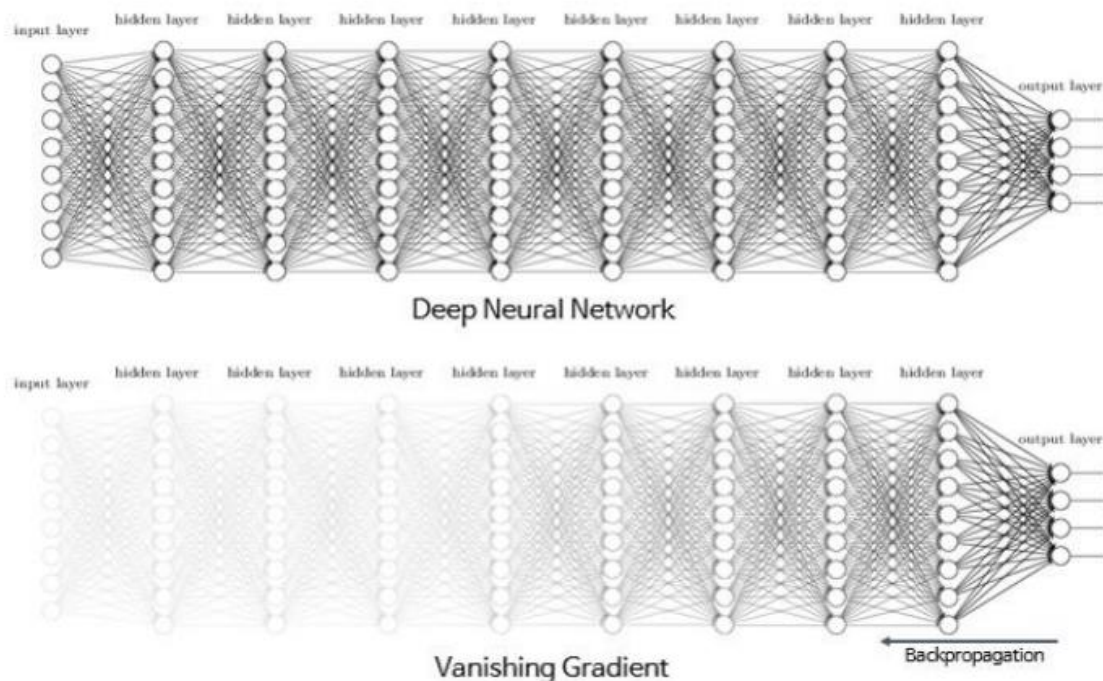 hidden layer hidden layer hidden layer hidden layer hidden layer hidden layer hidden layer hidden layer
input layer
output layer
Deep Neural Network
hidden layer hidden layer hidden layer hidden layer hidden layer hidden layer hidden layer hidden layer
input layer
output layer
Backpropagation
Vanishing Gradient